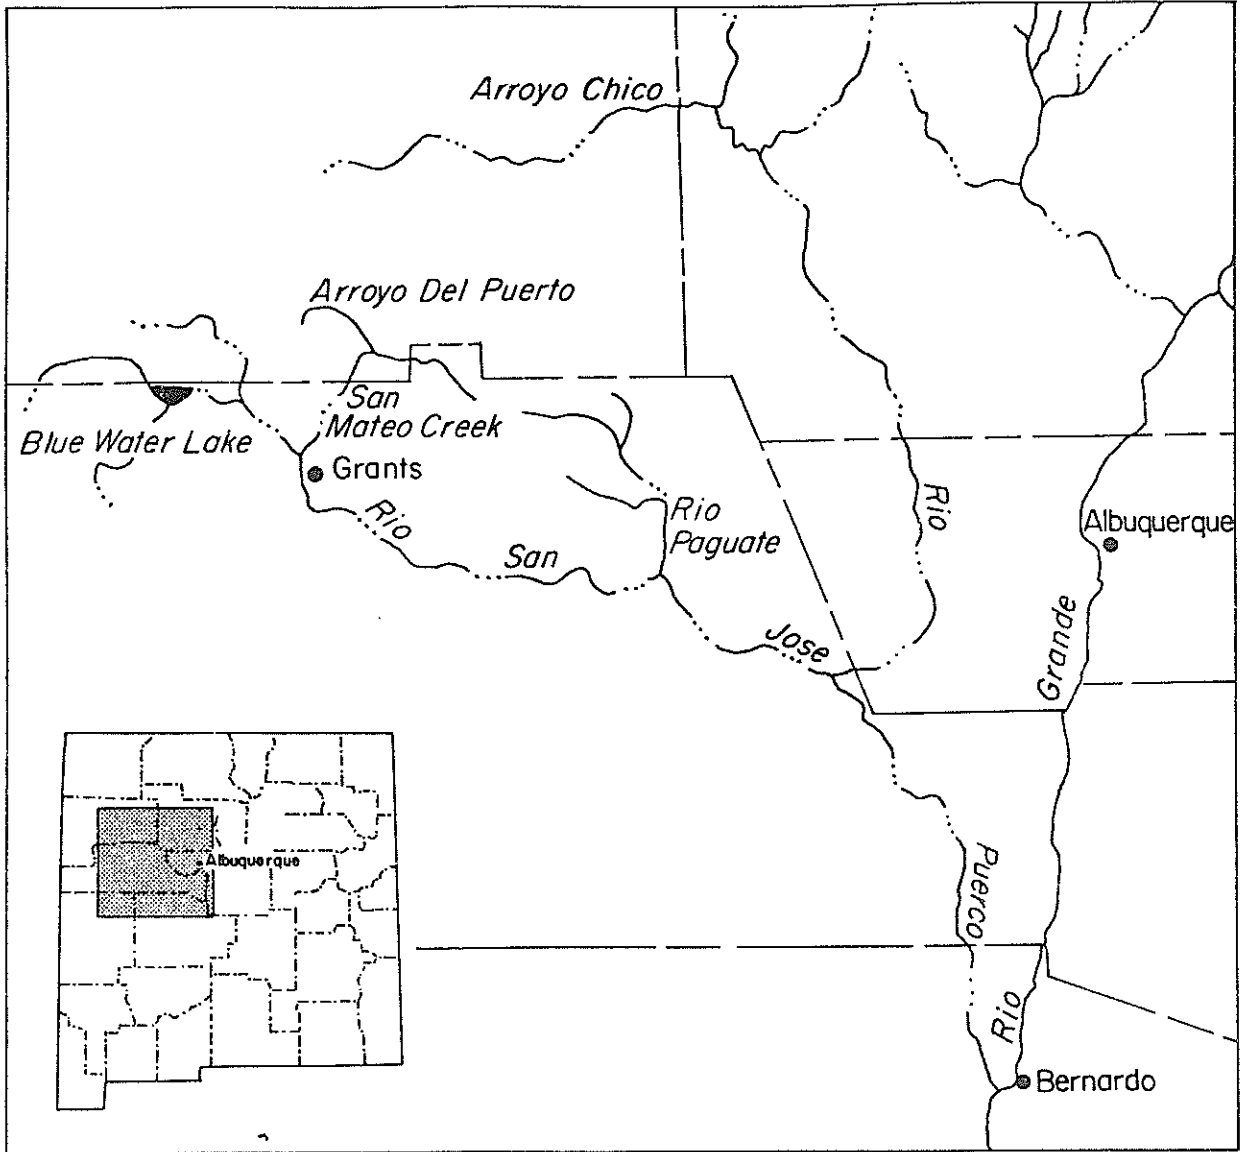 Arroyo Chico
Arroyo Del Puerto
San
Mateo Creek
Blue Water Lake
Grants
Rio
San
Jose
Rio
Paguate
Rio
Puerco
Albuquerque
Grande
Rio
Bernardo
Albuquerque